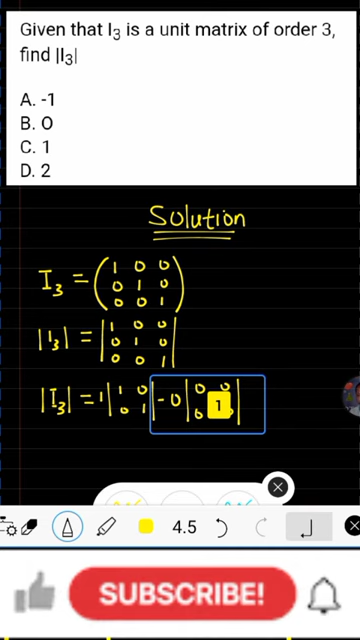 Given that I₃ is a unit matrix of order 3,
find |I₃|
A. -1
B. 0
C. 1
D. 2
Solution
I₃ = (1 0 0
0 1 0
0 0 1)
|I₃| = |1 0 0
0 1 0
0 0 1|
|I₃| = 1|1 0
0 1| - 0|0 0
0
1
4.5
SUBSCRIBE!